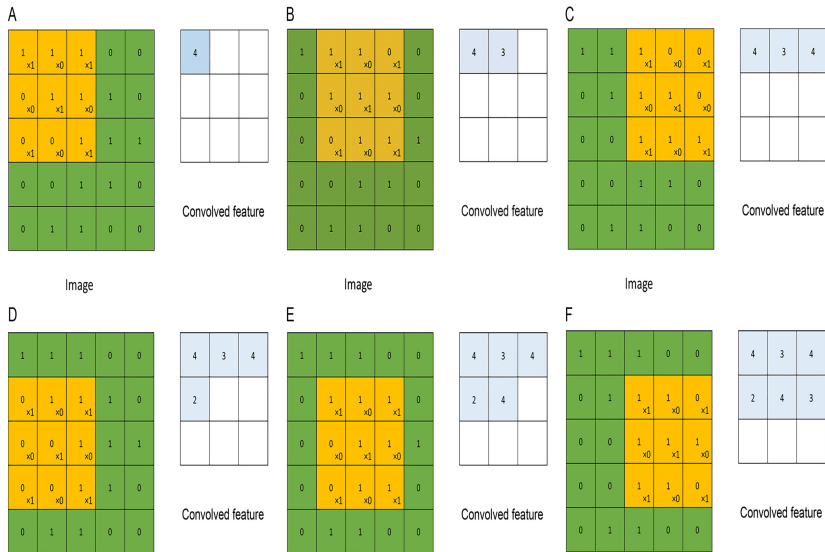 A
1 x1 1 x0 1 x1 0 0
0 x0 1 x1 1 x0 1 0
0 x1 0 x0 1 x1 1 1
0 0 1 1 0
0 1 1 0 0
Image
4
Convolved feature
B
1 1 x1 1 x0 0 x1 0
0 1 x0 1 x1 1 x0 0
0 0 x1 1 x0 1 x1 1
0 0 1 1 0
0 1 1 0 0
Image
4 3
Convolved feature
C
1 1 1 x1 0 x0 0 x1
0 1 1 x0 1 x1 0 x0
0 0 1 x1 1 x0 1 x1
0 0 1 1 0
0 1 1 0 0
Image
4 3 4
Convolved feature
D
1 1 1 0 0
0 x1 1 x0 1 x1 1 0
0 x0 0 x1 1 x0 1 1
0 x1 0 x0 1 x1 1 0
0 1 1 0 0
4 3 4
2
Convolved feature
E
1 1 1 0 0
0 1 x1 1 x0 1 x1 0
0 0 x0 1 x1 1 x0 1
0 0 x1 1 x0 1 x1 0
0 1 1 0 0
4 3 4
2 4
Convolved feature
F
1 1 1 0 0
0 1 1 x1 1 x0 0 x1
0 0 1 x0 1 x1 1 x0
0 0 1 x1 1 x0 0 x1
0 1 1 0 0
4 3 4
2 4 3
Convolved feature